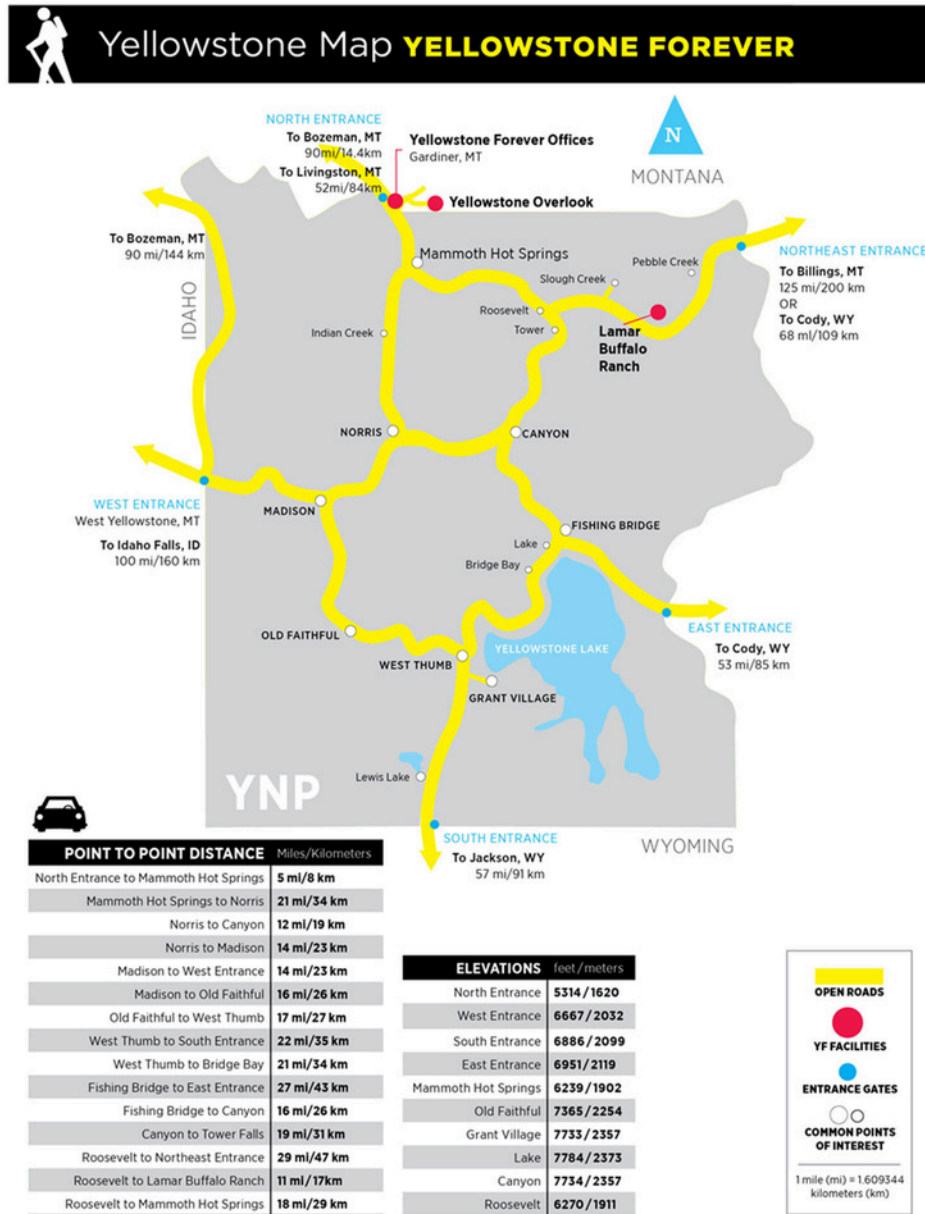 Yellowstone Map YELLOWSTONE FOREVER
NORTH ENTRANCE
To Bozeman, MT
90mi/14.4km
To Livingston, MT
52mi/84km
Yellowstone Forever Offices
Gardiner, MT
Yellowstone Overlook
N
MONTANA
To Bozeman, MT
90 mi/144 km
IDAHO
Mammoth Hot Springs
Slough Creek
Pebble Creek
NORTHEAST ENTRANCE
To Billings, MT
125 mi/200 km
OR
To Cody, WY
68 ml/109 km
Roosevelt
Tower
Lamar
Buffalo
Ranch
Indian Creek
NORRIS
CANYON
WEST ENTRANCE
West Yellowstone, MT
To Idaho Falls, ID
100 mi/160 km
MADISON
FISHING BRIDGE
Lake
Bridge Bay
OLD FAITHFUL
WEST THUMB
YELLOWSTONE LAKE
GRANT VILLAGE
EAST ENTRANCE
To Cody, WY
53 mi/85 km
Lewis Lake
YNP
SOUTH ENTRANCE
To Jackson, WY
57 mi/91 km
WYOMING
POINT TO POINT DISTANCE Miles/Kilometers
North Entrance to Mammoth Hot Springs 5 mi/8 km
Mammoth Hot Springs to Norris 21 mi/34 km
Norris to Canyon 12 mi/19 km
Norris to Madison 14 mi/23 km
Madison to West Entrance 14 mi/23 km
Madison to Old Faithful 16 mi/26 km
Old Faithful to West Thumb 17 mi/27 km
West Thumb to South Entrance 22 mi/35 km
West Thumb to Bridge Bay 21 mi/34 km
Fishing Bridge to East Entrance 27 mi/43 km
Fishing Bridge to Canyon 16 mi/26 km
Canyon to Tower Falls 19 mi/31 km
Roosevelt to Northeast Entrance 29 mi/47 km
Roosevelt to Lamar Buffalo Ranch 11 mi/17km
Roosevelt to Mammoth Hot Springs 18 mi/29 km
ELEVATIONS feet/meters
North Entrance 5314/1620
West Entrance 6667/2032
South Entrance 6886/2099
East Entrance 6951/2119
Mammoth Hot Springs 6239/1902
Old Faithful 7365/2254
Grant Village 7733/2357
Lake 7784/2373
Canyon 7734/2357
Roosevelt 6270/1911
OPEN ROADS
YF FACILITIES
ENTRANCE GATES
COMMON POINTS
OF INTEREST
1 mile (mi) = 1.609344
kilometers (km)